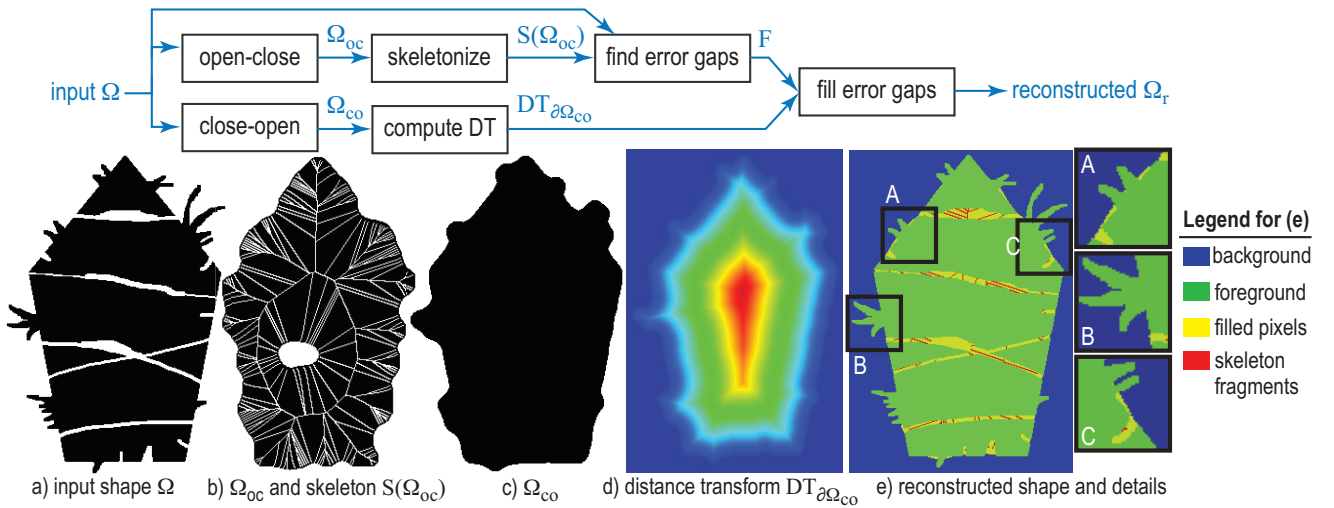 input Ω
open-close
Ωoc
skeletonize
S(Ωoc)
find error gaps
F
close-open
Ωco
compute DT
DT∂Ωco
fill error gaps
reconstructed Ωr
A
C
B
A
B
C
Legend for (e)
background
foreground
filled pixels
skeleton
fragments
a) input shape Ω
b) Ωoc and skeleton S(Ωoc)
c) Ωco
d) distance transform DT∂Ωco
e) reconstructed shape and details